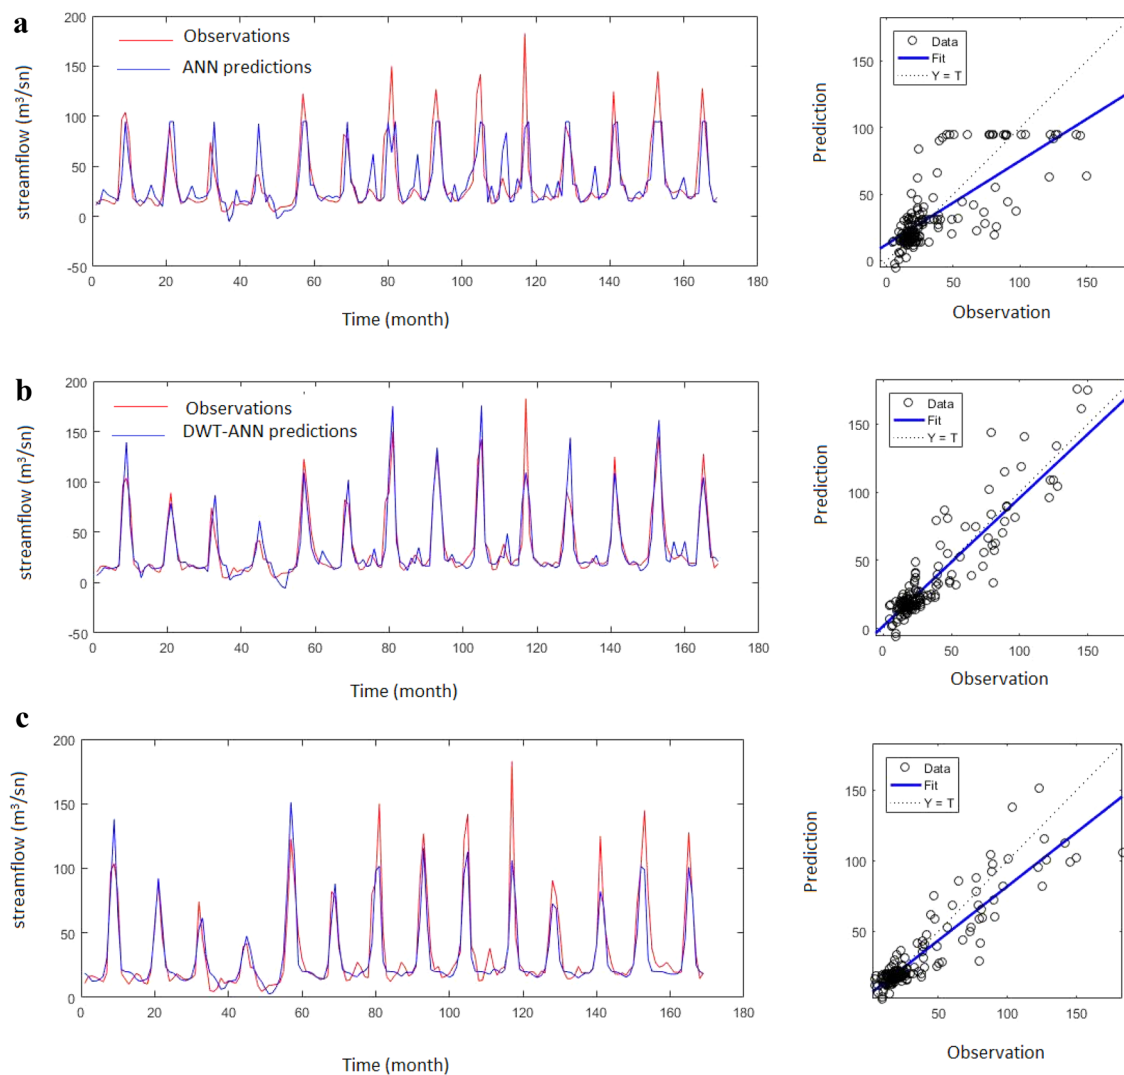 a
200
150
100
50
0
-50
streamflow (m³/sn)
Observations
ANN predictions
0 20 40 60 80 100 120 140 160 180
Time (month)
Data
Fit
Y = T
150
100
50
0
Prediction
0 50 100 150
Observation
b
200
150
100
50
0
-50
streamflow (m³/sn)
Observations
DWT-ANN predictions
0 20 40 60 80 100 120 140 160 180
Time (month)
Data
Fit
Y = T
150
100
50
0
Prediction
0 50 100 150
Observation
c
200
150
100
50
0
streamflow (m³/sn)
0 20 40 60 80 100 120 140 160 180
Time (month)
Data
Fit
Y = T
150
100
50
Prediction
50 100 150
Observation